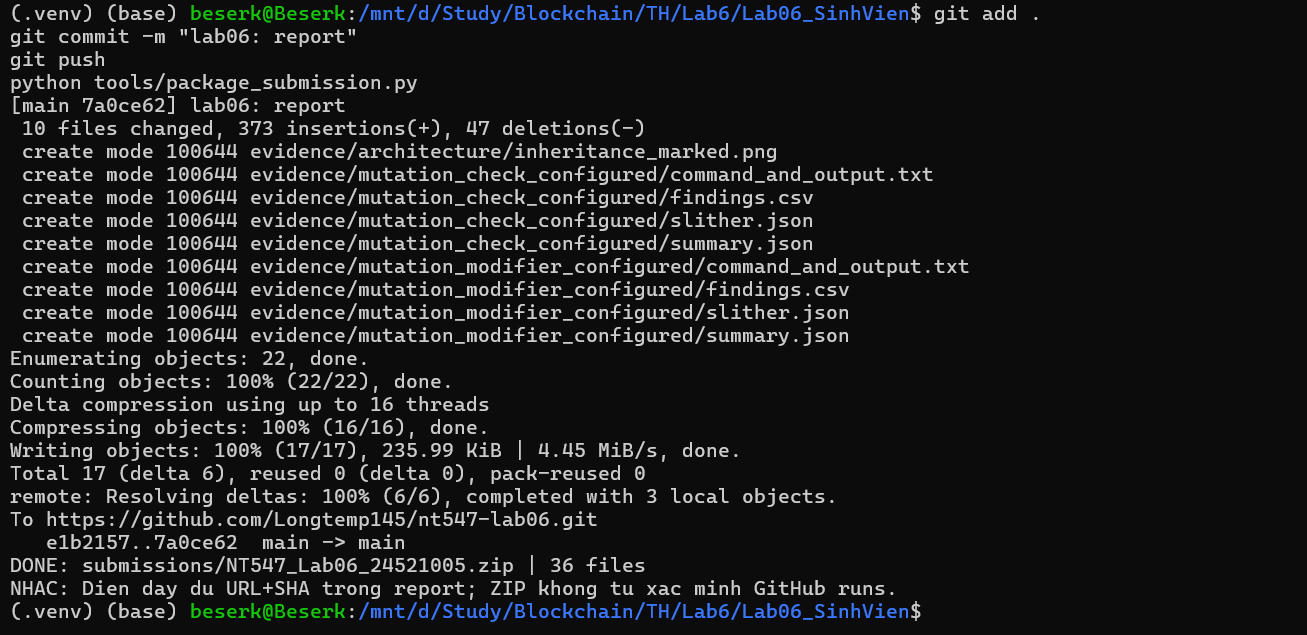 (.venv) (base) beserk@Beserk:/mnt/d/Study/Blockchain/TH/Lab6/Lab06_SinhVien$ git add .
git commit -m "lab06: report"
git push
python tools/package_submission.py
[main 7a0ce62] lab06: report
 10 files changed, 373 insertions(+), 47 deletions(-)
 create mode 100644 evidence/architecture/inheritance_marked.png
 create mode 100644 evidence/mutation_check_configured/command_and_output.txt
 create mode 100644 evidence/mutation_check_configured/findings.csv
 create mode 100644 evidence/mutation_check_configured/slither.json
 create mode 100644 evidence/mutation_check_configured/summary.json
 create mode 100644 evidence/mutation_modifier_configured/command_and_output.txt
 create mode 100644 evidence/mutation_modifier_configured/findings.csv
 create mode 100644 evidence/mutation_modifier_configured/slither.json
 create mode 100644 evidence/mutation_modifier_configured/summary.json
Enumerating objects: 22, done.
Counting objects: 100% (22/22), done.
Delta compression using up to 16 threads
Compressing objects: 100% (16/16), done.
Writing objects: 100% (17/17), 235.99 KiB | 4.45 MiB/s, done.
Total 17 (delta 6), reused 0 (delta 0), pack-reused 0
remote: Resolving deltas: 100% (6/6), completed with 3 local objects.
To https://github.com/Longtemp145/nt547-lab06.git
   e1b2157..7a0ce62  main -> main
DONE: submissions/NT547_Lab06_24521005.zip | 36 files
NHAC: Dien day du URL+SHA trong report; ZIP khong tu xac minh GitHub runs.
(.venv) (base) beserk@Beserk:/mnt/d/Study/Blockchain/TH/Lab6/Lab06_SinhVien$